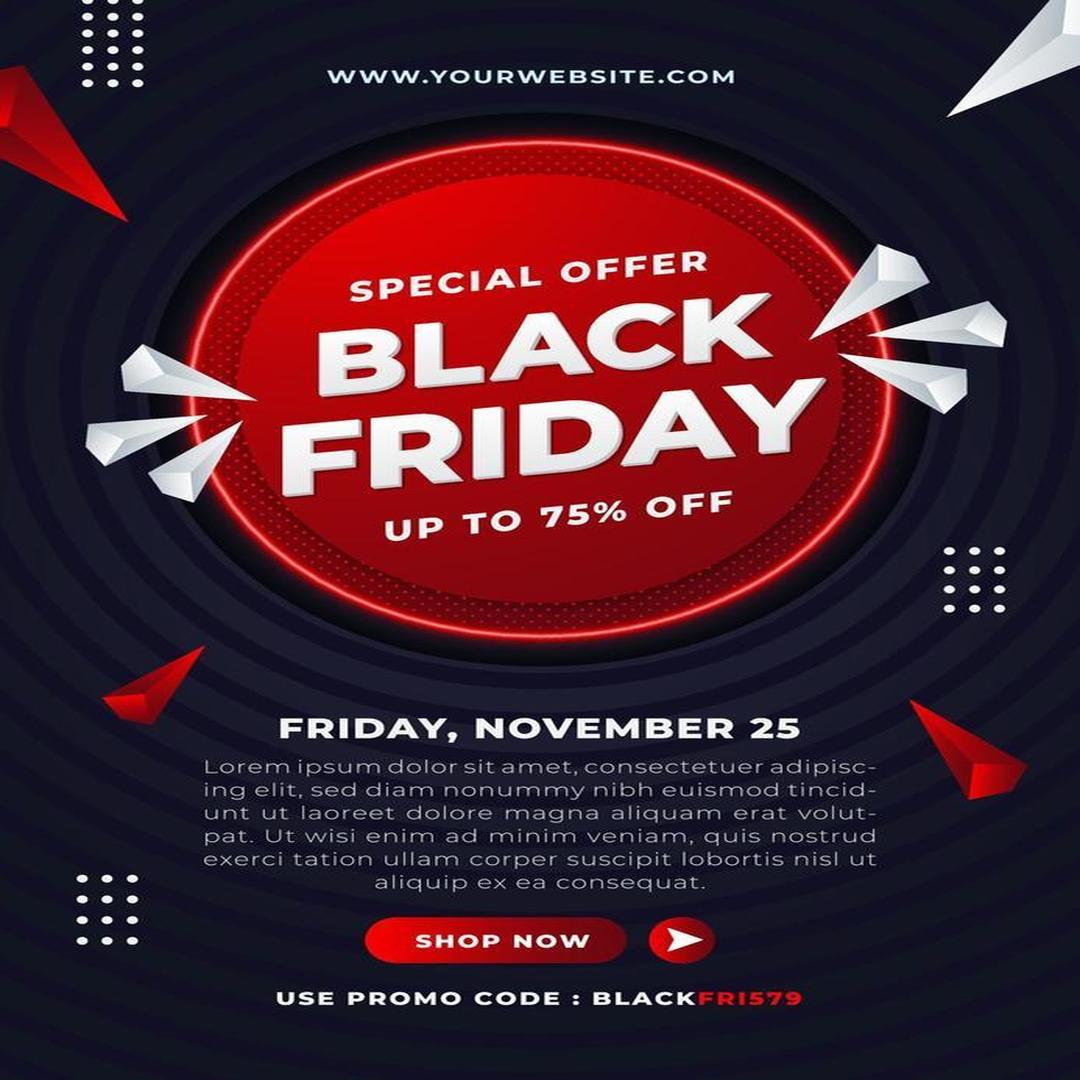 WWW.YOURWEBSITE.COM
SPECIAL OFFER
BLACK
FRIDAY
UP TO 75% OFF
FRIDAY, NOVEMBER 25
Lorem ipsum dolor sit amet, consectetuer adipisc-
ing elit, sed diam nonummy nibh euismod tincid-
unt ut laoreet dolore magna aliquam erat volut-
pat. Ut wisi enim ad minim veniam, quis nostrud
exerci tation ullam corper suscipit lobortis nisl ut
aliquip ex ea consequat.
SHOP NOW
USE PROMO CODE : BLACKFRI579